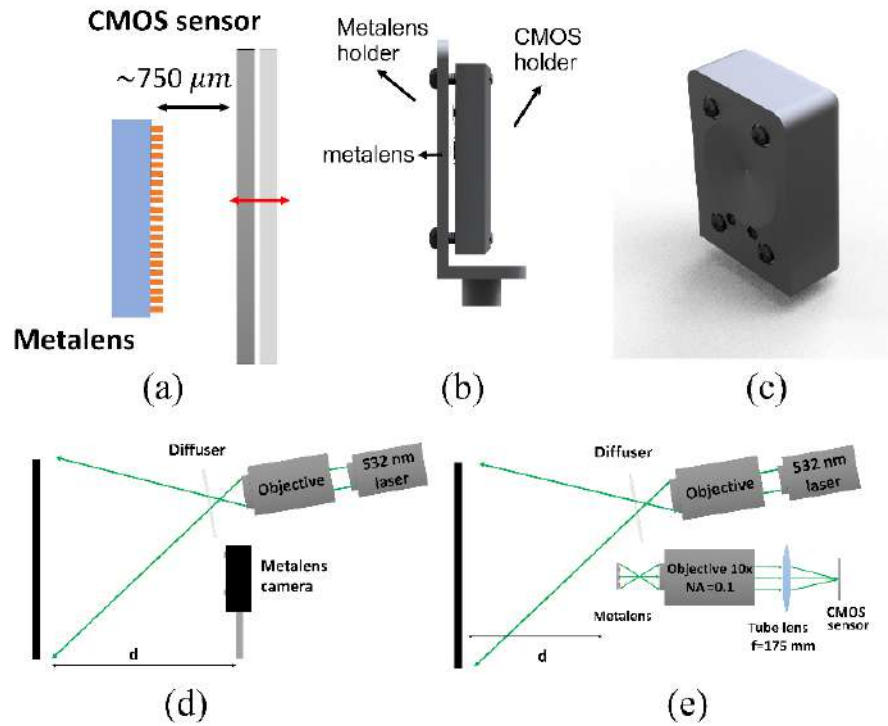 CMOS sensor
~750 μm
Metalens
(a)
Metalens
holder
CMOS
holder
metalens
(b)
(c)
Diffuser
Objective
532 nm
laser
Metalens
camera
d
(d)
Diffuser
Objective
532 nm
laser
Objective 10x
NA=0.1
Metalens
Tube lens
f=175 mm
CMOS
sensor
d
(e)